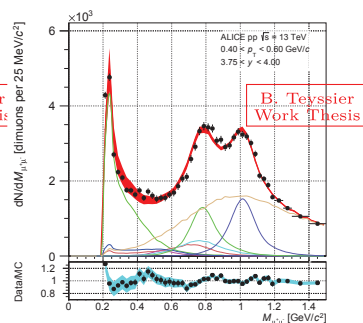 ×10³
ALICE pp √s = 13 TeV
0.40 < p_T < 0.60 GeV/c
3.75 < y < 4.00
B. Teyssier
Work Thesis
dN/dM_μ⁺μ⁻ [dimuons per 25 MeV/c²]
6
4
2
0
Data/MC
1.2
1
0.8
0 0.2 0.4 0.6 0.8 1 1.2 1.4
M_μ⁺μ⁻ [GeV/c²]